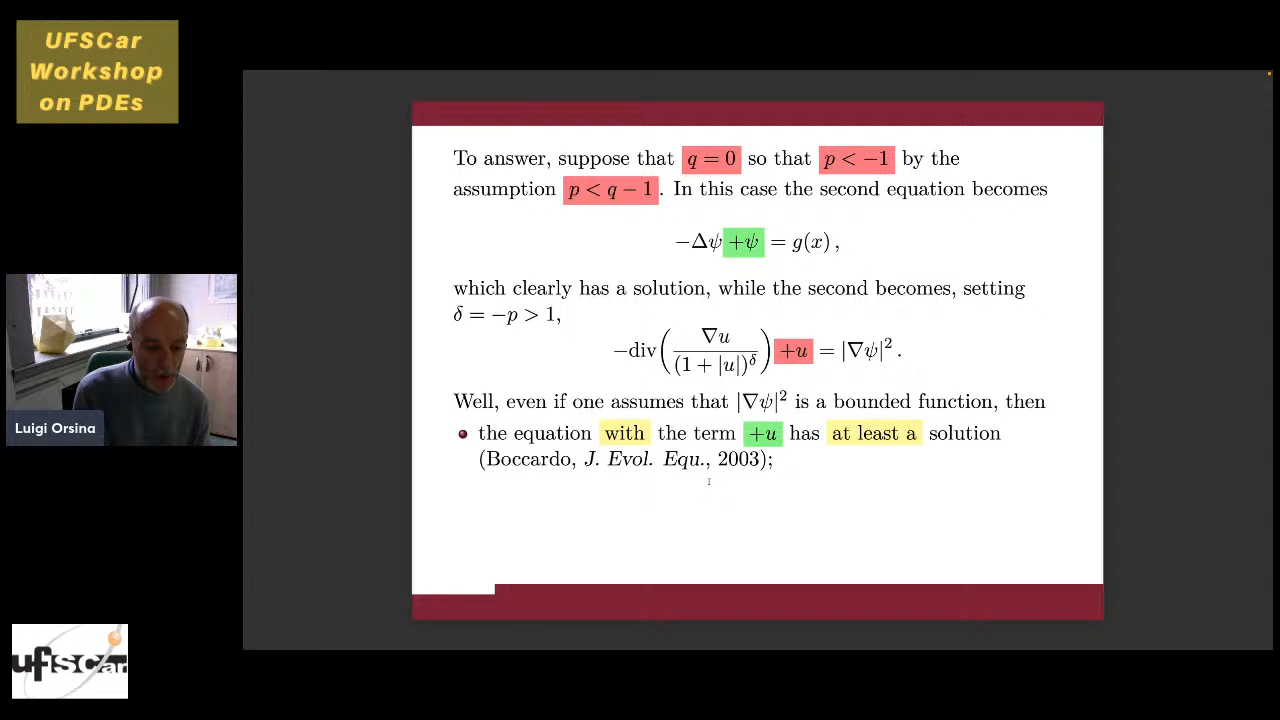 UFSCar
Workshop
on PDEs
To answer, suppose that q = 0 so that p < −1 by the
assumption p < q − 1. In this case the second equation becomes
−Δψ +ψ = g(x) ,
which clearly has a solution, while the second becomes, setting
δ = −p > 1,
−div( ∇u / (1 + |u|)^δ ) +u = |∇ψ|² .
Well, even if one assumes that |∇ψ|² is a bounded function, then
the equation with the term +u has at least a solution
(Boccardo, J. Evol. Equ., 2003);
Luigi Orsina
ufscar